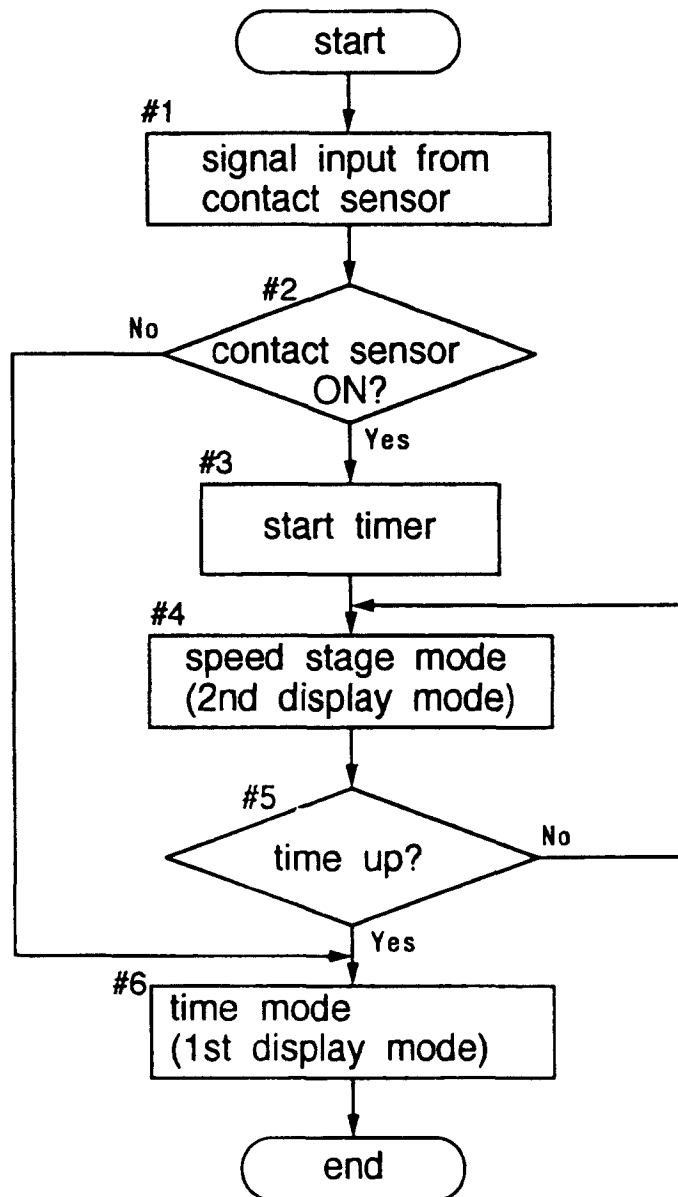 start
#1
signal input from
contact sensor
#2
No
contact sensor
ON?
Yes
#3
start timer
#4
speed stage mode
(2nd display mode)
#5
time up?
No
Yes
#6
time mode
(1st display mode)
end